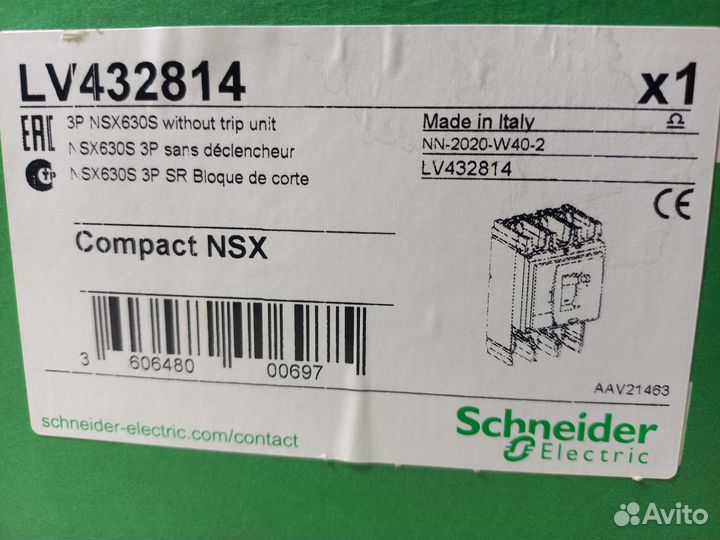 LV432814
x1
EAC
3P NSX630S without trip unit
NSX630S 3P sans déclencheur
NSX630S 3P SR Bloque de corte
Made in Italy
NN-2020-W40-2
LV432814
CE
Compact NSX
3 606480 00697
AAV21463
schneider-electric.com/contact
Schneider
Electric
Avito